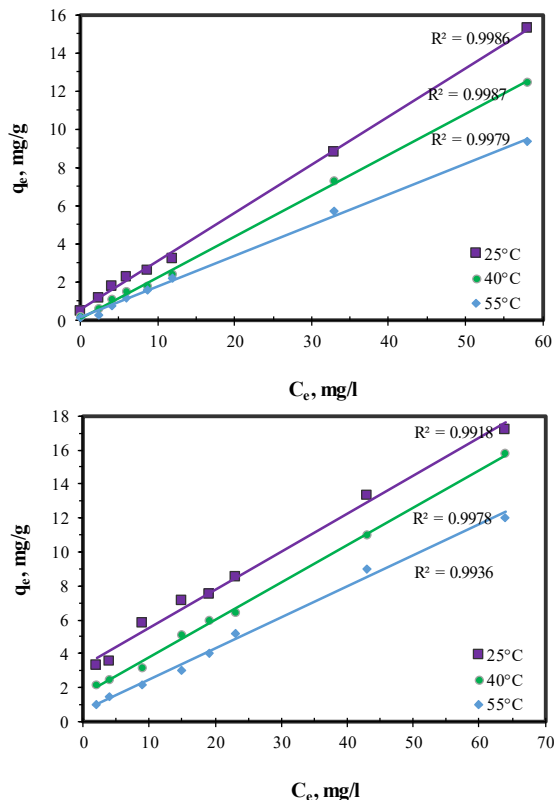 16
14
12
10
8
6
4
2
0
qe, mg/g
R² = 0.9986
R² = 0.9987
R² = 0.9979
25°C
40°C
55°C
0 10 20 30 40 50 60
Ce, mg/l
18
16
14
12
10
8
6
4
2
0
qe, mg/g
R² = 0.9918
R² = 0.9978
R² = 0.9936
25°C
40°C
55°C
0 10 20 30 40 50 60 70
Ce, mg/l